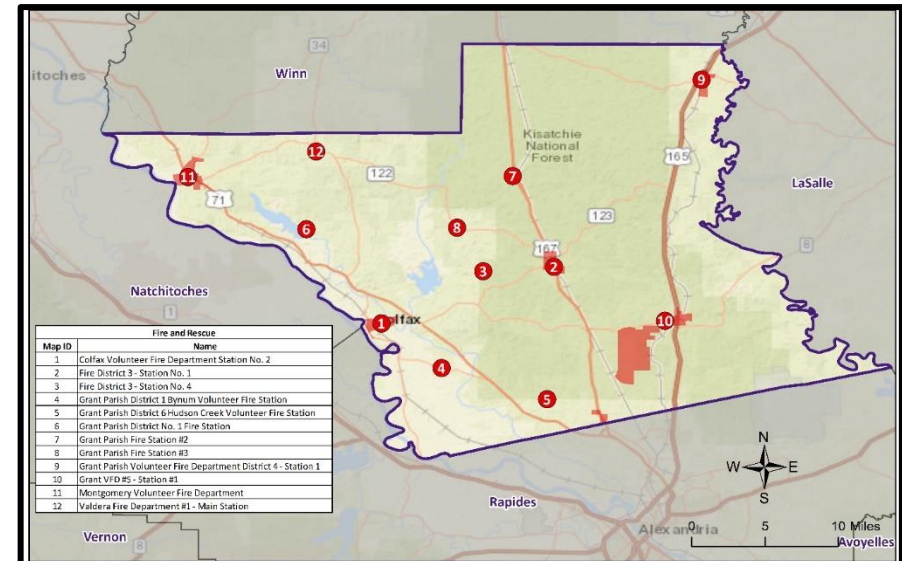 34
Winn
itoches
9
Kisatchie
National
Forest
12
165
122
11
7
LaSalle
71
123
6
8
8
167
2
3
Natchitoches
1
10
1
olfax
Fire and Rescue
Map ID Name
1 Colfax Volunteer Fire Department Station No. 2
2 Fire District 3 - Station No. 1
3 Fire District 3 - Station No. 4
4 Grant Parish District 1 Bynum Volunteer Fire Station
5 Grant Parish District 6 Hudson Creek Volunteer Fire Station
6 Grant Parish District No. 1 Fire Station
7 Grant Parish Fire Station #2
8 Grant Parish Fire Station #3
9 Grant Parish Volunteer Fire Department District 4 - Station 1
10 Grant VFD #5 - Station #1
11 Montgomery Volunteer Fire Department
12 Valdera Fire Department #1 - Main Station
4
5
N
W E
S
Rapides
Alexandria
0 5 10 Miles
Vernon
8
Avoyelles